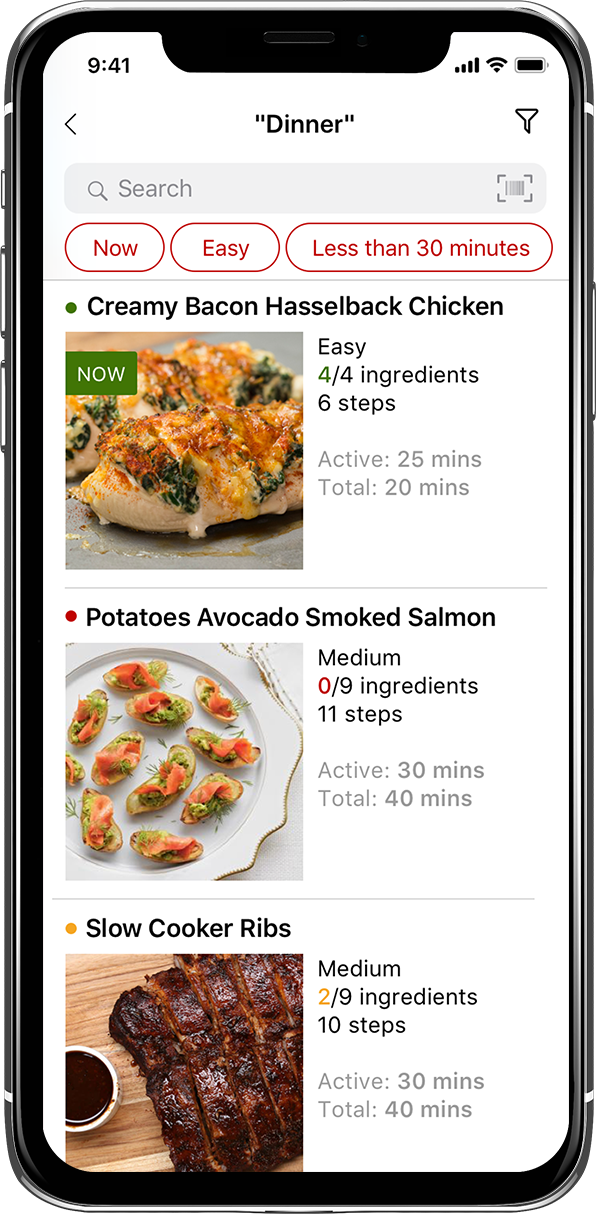 9:41
"Dinner"
Search
Now Easy Less than 30 minutes
Creamy Bacon Hasselback Chicken
NOW
Easy
4/4 ingredients
6 steps
Active: 25 mins
Total: 20 mins
Potatoes Avocado Smoked Salmon
Medium
0/9 ingredients
11 steps
Active: 30 mins
Total: 40 mins
Slow Cooker Ribs
Medium
2/9 ingredients
10 steps
Active: 30 mins
Total: 40 mins